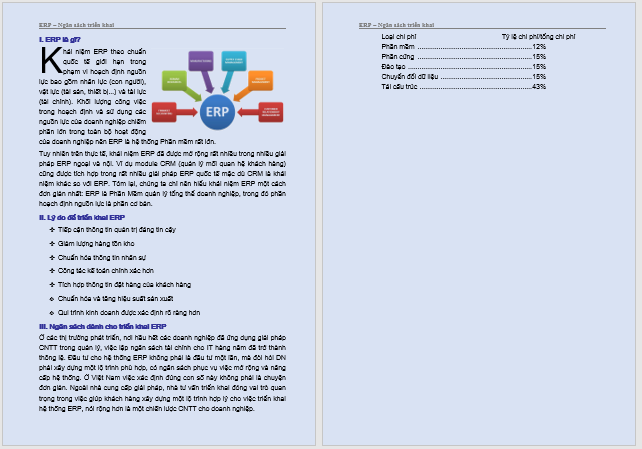 ERP – Ngân sách triển khai
I. ERP là gì?
Khái niệm ERP theo chuẩn
quốc tế giới hạn trong
phạm vi hoạch định nguồn
lực bao gồm nhân lực (con người),
vật lực (tài sản, thiết bị...) và tài lực
(tài chính). Khối lượng công việc
trong hoạch định và sử dụng các
nguồn lực của doanh nghiệp chiếm
phần lớn trong toàn bộ hoạt động
của doanh nghiệp nên ERP là hệ thống Phần mềm rất lớn.
ERP
Tuy nhiên trên thực tế, khái niệm ERP đã được mở rộng rất nhiều trong nhiều giải
pháp ERP ngoại và nội. Ví dụ module CRM (quản lý mối quan hệ khách hàng)
cũng được tích hợp trong rất nhiều giải pháp ERP quốc tế mặc dù CRM là khái
niệm khác so với ERP. Tóm lại, chúng ta chỉ nên hiểu khái niệm ERP một cách
đơn giản nhất: ERP là Phần Mềm quản lý tổng thể doanh nghiệp, trong đó phần
hoạch định nguồn lực là phần cơ bản.
II. Lý do để triển khai ERP
❖ Tiếp cận thông tin quản trị đáng tin cậy
❖ Giảm lượng hàng tồn kho
❖ Chuẩn hóa thông tin nhân sự
❖ Công tác kế toán chính xác hơn
❖ Tích hợp thông tin đặt hàng của khách hàng
❖ Chuẩn hóa và tăng hiệu suất sản xuất
❖ Qui trình kinh doanh được xác định rõ ràng hơn
III. Ngân sách dành cho triển khai ERP
Ở các thị trường phát triển, nơi hầu hết các doanh nghiệp đã ứng dụng giải pháp
CNTT trong quản lý, việc lập ngân sách tài chính cho IT hàng năm đã trở thành
thông lệ. Đầu tư cho hệ thống ERP không phải là đầu tư một lần, mà đòi hỏi DN
phải xây dựng một lộ trình phù hợp, có ngân sách phục vụ việc mở rộng và nâng
cấp hệ thống. Ở Việt Nam việc xác định đúng con số này không phải là chuyện
đơn giản. Ngoài nhà cung cấp giải pháp, nhà tư vấn triển khai đóng vai trò quan
trọng trong việc giúp khách hàng xây dựng một lộ trình hợp lý cho việc triển khai
hệ thống ERP, nói rộng hơn là một chiến lược CNTT cho doanh nghiệp.
ERP – Ngân sách triển khai
Loại chi phí Tỷ lệ chi phí/tổng chi phí
Phần mềm ..........12%
Phần cứng ..........15%
Đào tạo ..........15%
Chuyển đổi dữ liệu ..........15%
Tái cấu trúc ..........43%